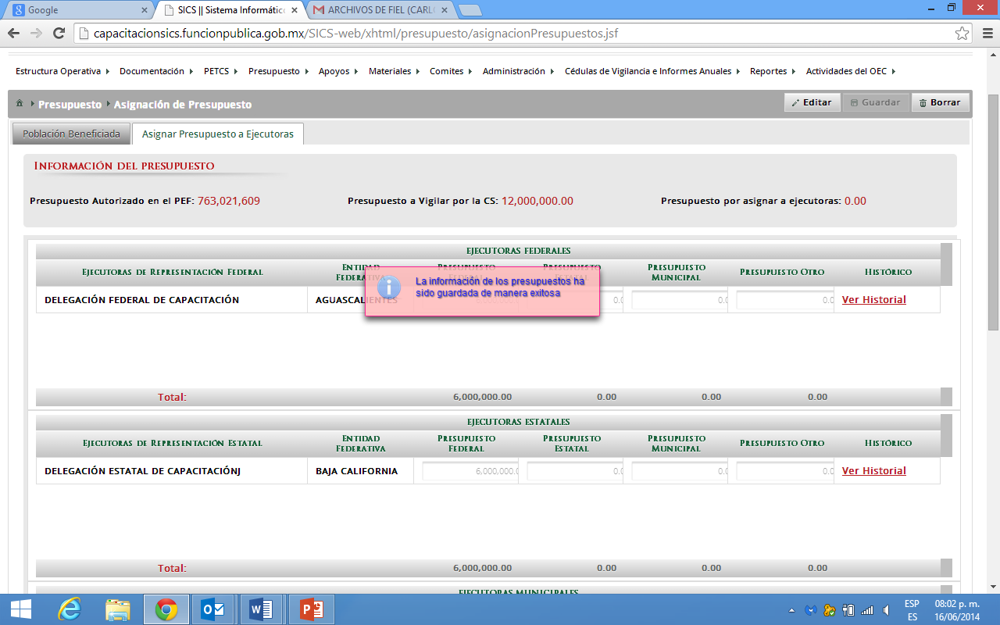 Google
SICS || Sistema Informátic
ARCHIVOS DE FIEL (CARL
capacitacionsics.funcionpublica.gob.mx/SICS-web/xhtml/presupuesto/asignacionPresupuestos.jsf
Estructura Operativa Documentación PETCS Presupuesto Apoyos Materiales Comites Administración Cédulas de Vigilancia e Informes Anuales Reportes Actividades del OEC
Presupuesto Asignación de Presupuesto
Editar Guardar Borrar
Población Beneficiada Asignar Presupuesto a Ejecutoras
Información del presupuesto
Presupuesto Autorizado en el PEF: 763,021,609 Presupuesto a Vigilar por la CS: 12,000,000.00 Presupuesto por asignar a ejecutoras: 0.00
Ejecutoras Federales
Ejecutoras de Representación Federal Entidad Federativa Presupuesto Municipal Presupuesto Otro Histórico
La información de los presupuestos ha
sido guardada de manera exitosa
DELEGACIÓN FEDERAL DE CAPACITACIÓN AGUASCALIENTES 0.0 0.0 0.0 Ver Historial
Total: 6,000,000.00 0.00 0.00 0.00
Ejecutoras Estatales
Ejecutoras de Representación Estatal Entidad Federativa Presupuesto Federal Presupuesto Estatal Presupuesto Municipal Presupuesto Otro Histórico
DELEGACIÓN ESTATAL DE CAPACITACIÓNJ BAJA CALIFORNIA 6,000,000.0 0.0 0.0 0.0 Ver Historial
Total: 6,000,000.00 0.00 0.00 0.00
Ejecutoras Municipales
ESP
ES
08:02 p. m.
16/06/2014